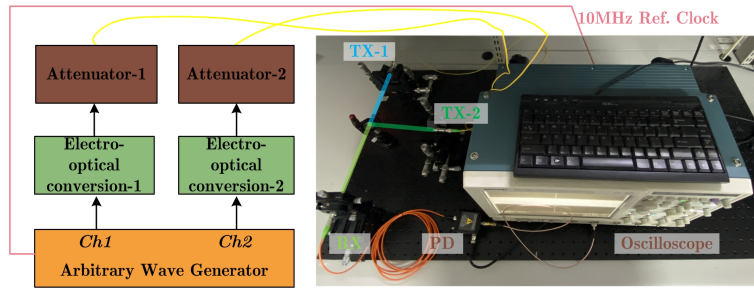 10MHz Ref. Clock
Attenuator-1
Attenuator-2
TX-1
TX-2
Electro-
optical
conversion-1
Electro-
optical
conversion-2
Ch1
Ch2
Arbitrary Wave Generator
RX
PD
Oscilloscope